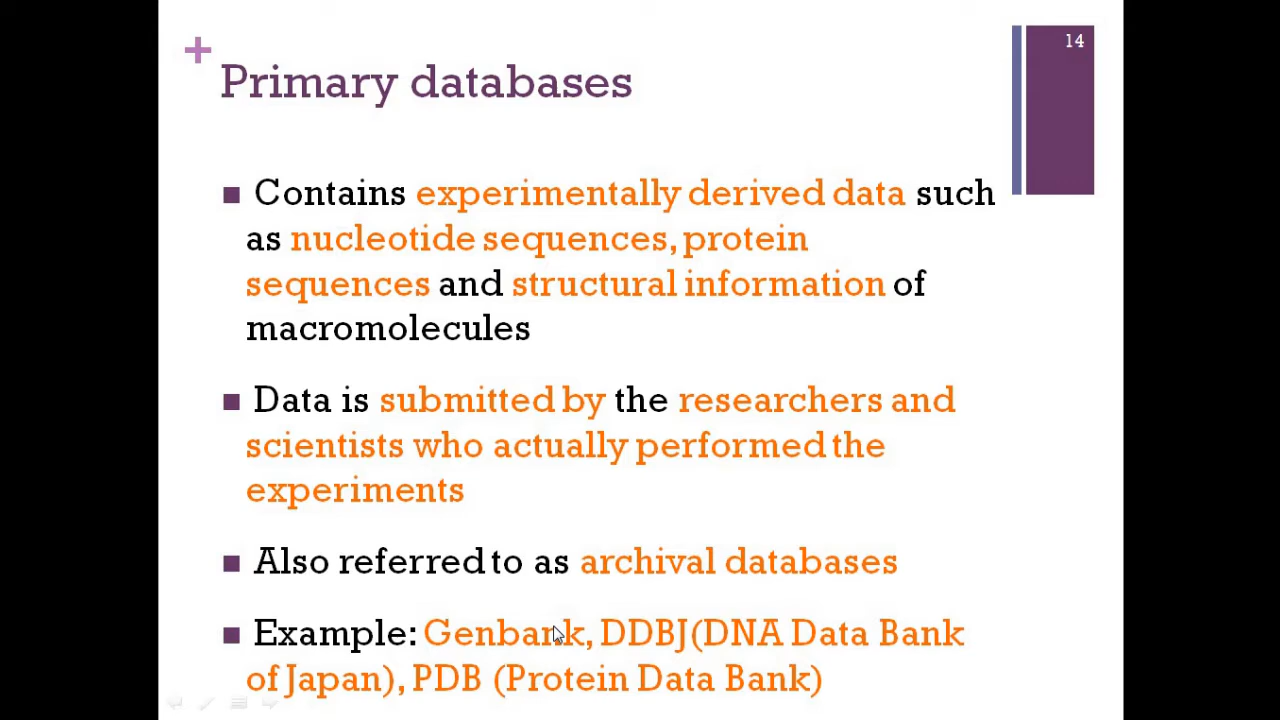 14
+
Primary databases
Contains experimentally derived data such
as nucleotide sequences, protein
sequences and structural information of
macromolecules
Data is submitted by the researchers and
scientists who actually performed the
experiments
Also referred to as archival databases
Example: Genbank, DDBJ(DNA Data Bank
of Japan), PDB (Protein Data Bank)